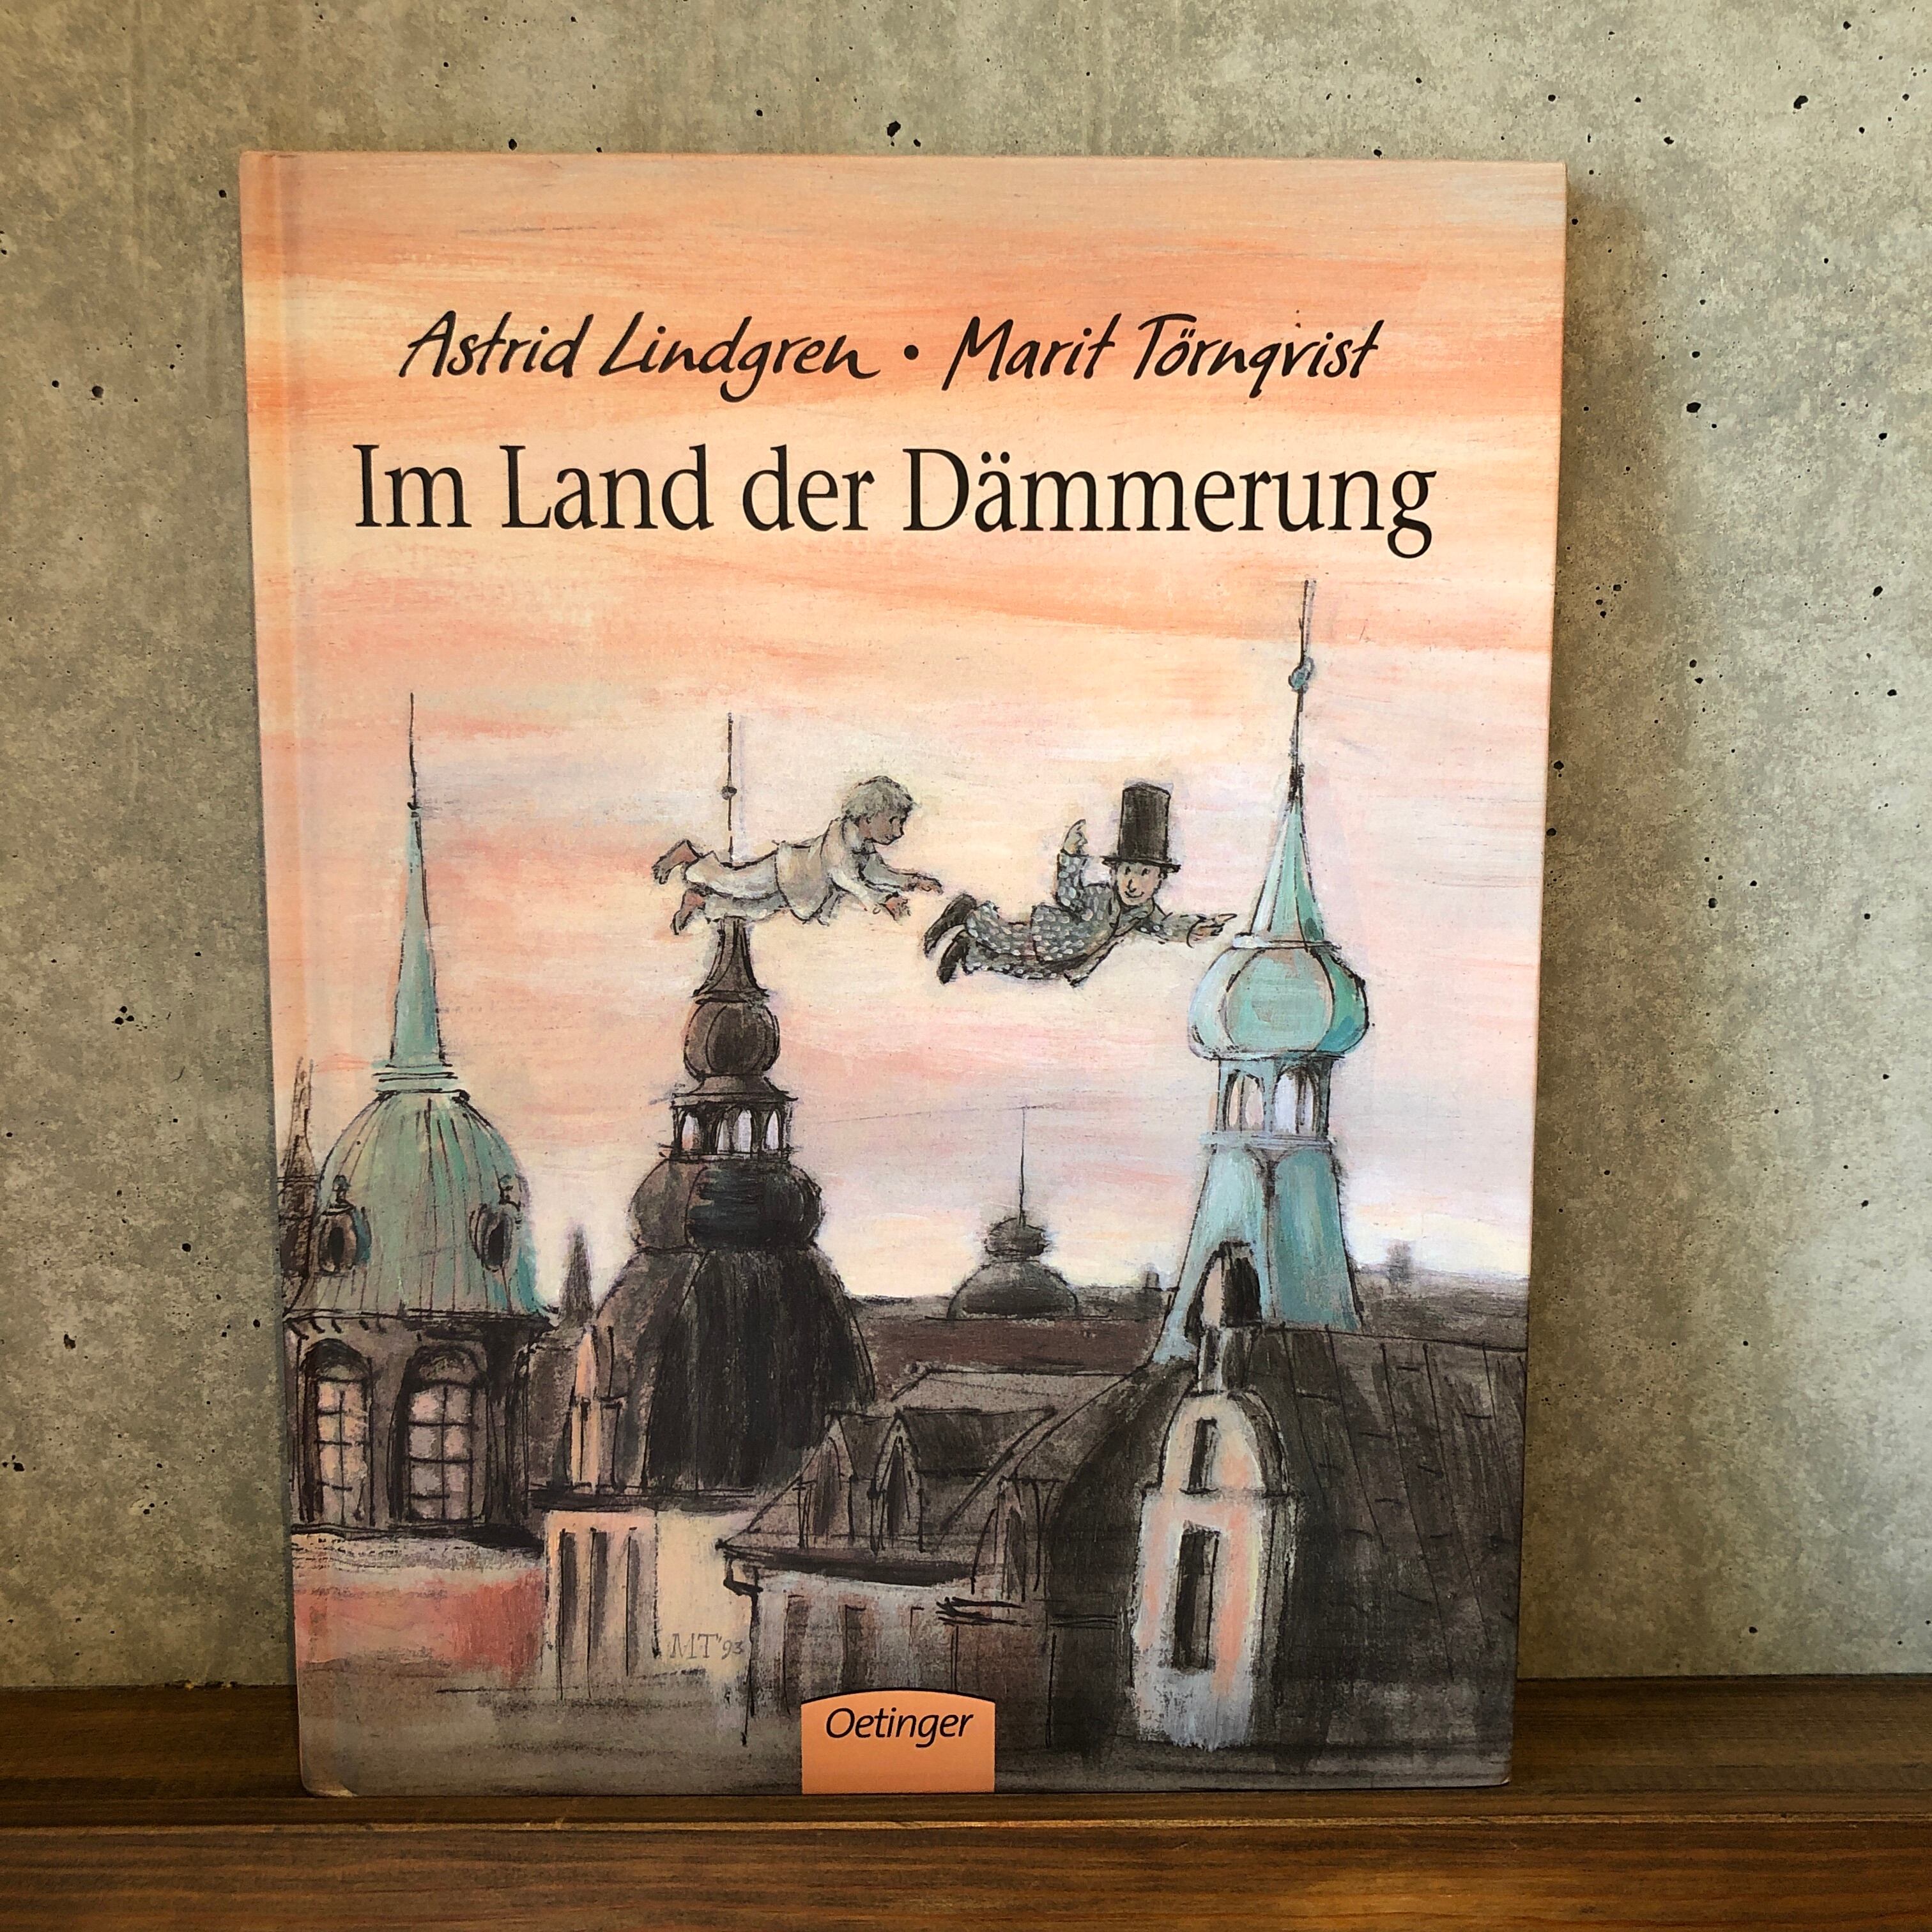 Astrid Lindgren • Marit Törnqvist
Im Land der Dämmerung
MT'93
Oetinger